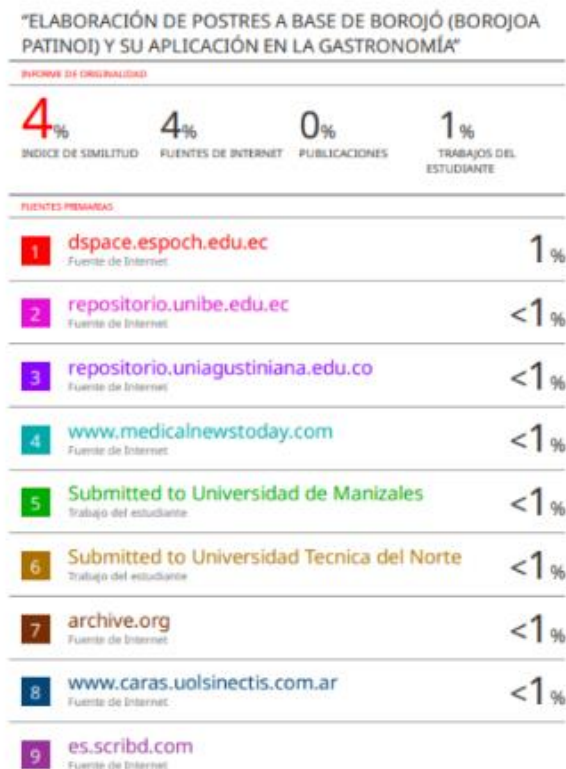 “ELABORACIÓN DE POSTRES A BASE DE BOROJÓ (BOROJOA
PATINOI) Y SU APLICACIÓN EN LA GASTRONOMÍA”
INFORME DE ORIGINALIDAD
4%
4%
0%
1%
INDICE DE SIMILITUD
FUENTES DE INTERNET
PUBLICACIONES
TRABAJOS DEL
ESTUDIANTE
FUENTES PRIMARIAS
1
dspace.espoch.edu.ec
Fuente de Internet
1%
2
repositorio.unibe.edu.ec
Fuente de Internet
<1%
3
repositorio.uniagustiniana.edu.co
Fuente de Internet
<1%
4
www.medicalnewstoday.com
Fuente de Internet
<1%
5
Submitted to Universidad de Manizales
Trabajo del estudiante
<1%
6
Submitted to Universidad Tecnica del Norte
Trabajo del estudiante
<1%
7
archive.org
Fuente de Internet
<1%
8
www.caras.uolsinectis.com.ar
Fuente de Internet
<1%
9
es.scribd.com
Fuente de Internet